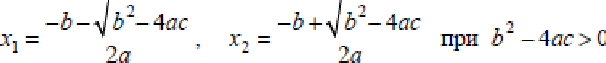 x₁ = (-b - √(b² - 4ac)) / 2a , x₂ = (-b + √(b² - 4ac)) / 2a при b² - 4ac > 0